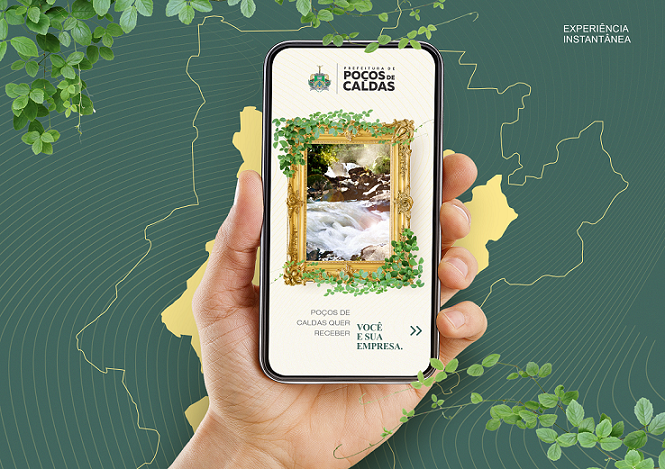 EXPERIÊNCIA
INSTANTÂNEA
PREFEITURA DE
POÇOS DE
CALDAS
POÇOS DE
CALDAS QUER
RECEBER
VOCÊ
E SUA
EMPRESA.